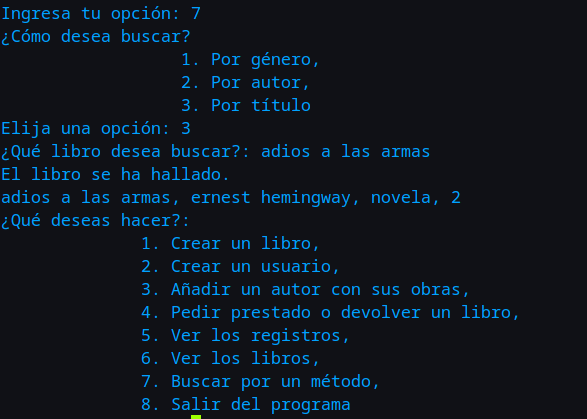 Ingresa tu opción: 7
¿Cómo desea buscar?
1. Por género,
2. Por autor,
3. Por título
Elija una opción: 3
¿Qué libro desea buscar?: adios a las armas
El libro se ha hallado.
adios a las armas, ernest hemingway, novela, 2
¿Qué deseas hacer?:
1. Crear un libro,
2. Crear un usuario,
3. Añadir un autor con sus obras,
4. Pedir prestado o devolver un libro,
5. Ver los registros,
6. Ver los libros,
7. Buscar por un método,
8. Salir del programa